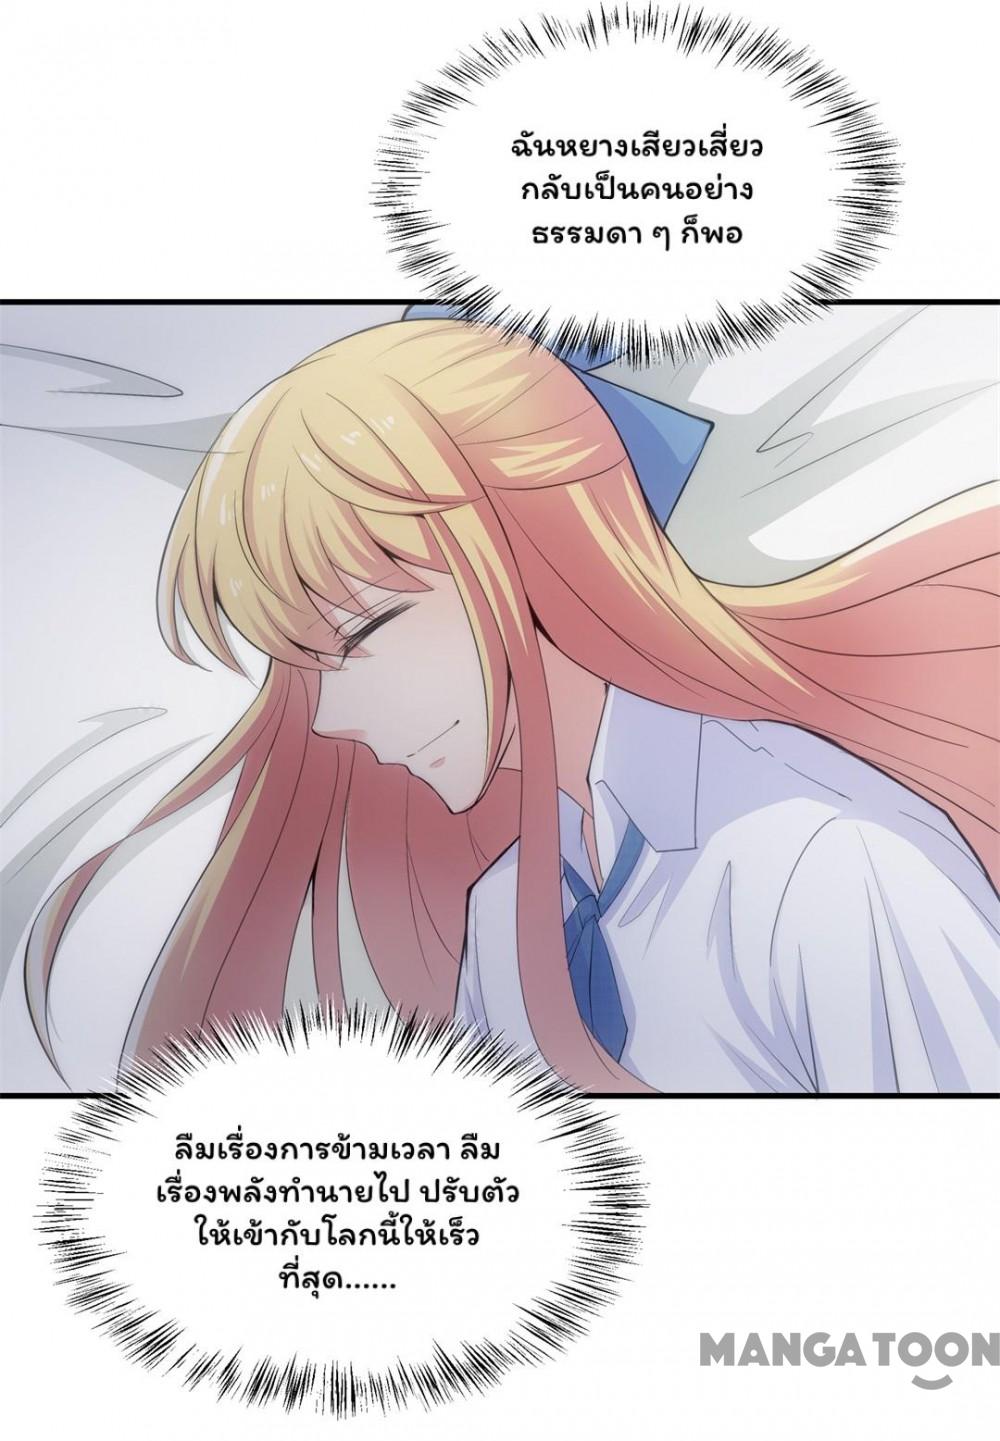 ฉันหยางเสียวเสี่ยว
กลับเป็นคนอย่าง
ธรรมดา ๆ ก็พอ
ลืมเรื่องการข้ามเวลา ลืม
เรื่องพลังทำนายไป ปรับตัว
ให้เข้ากับโลกนี้ให้เร็ว
ที่สุด......
MANGATOON